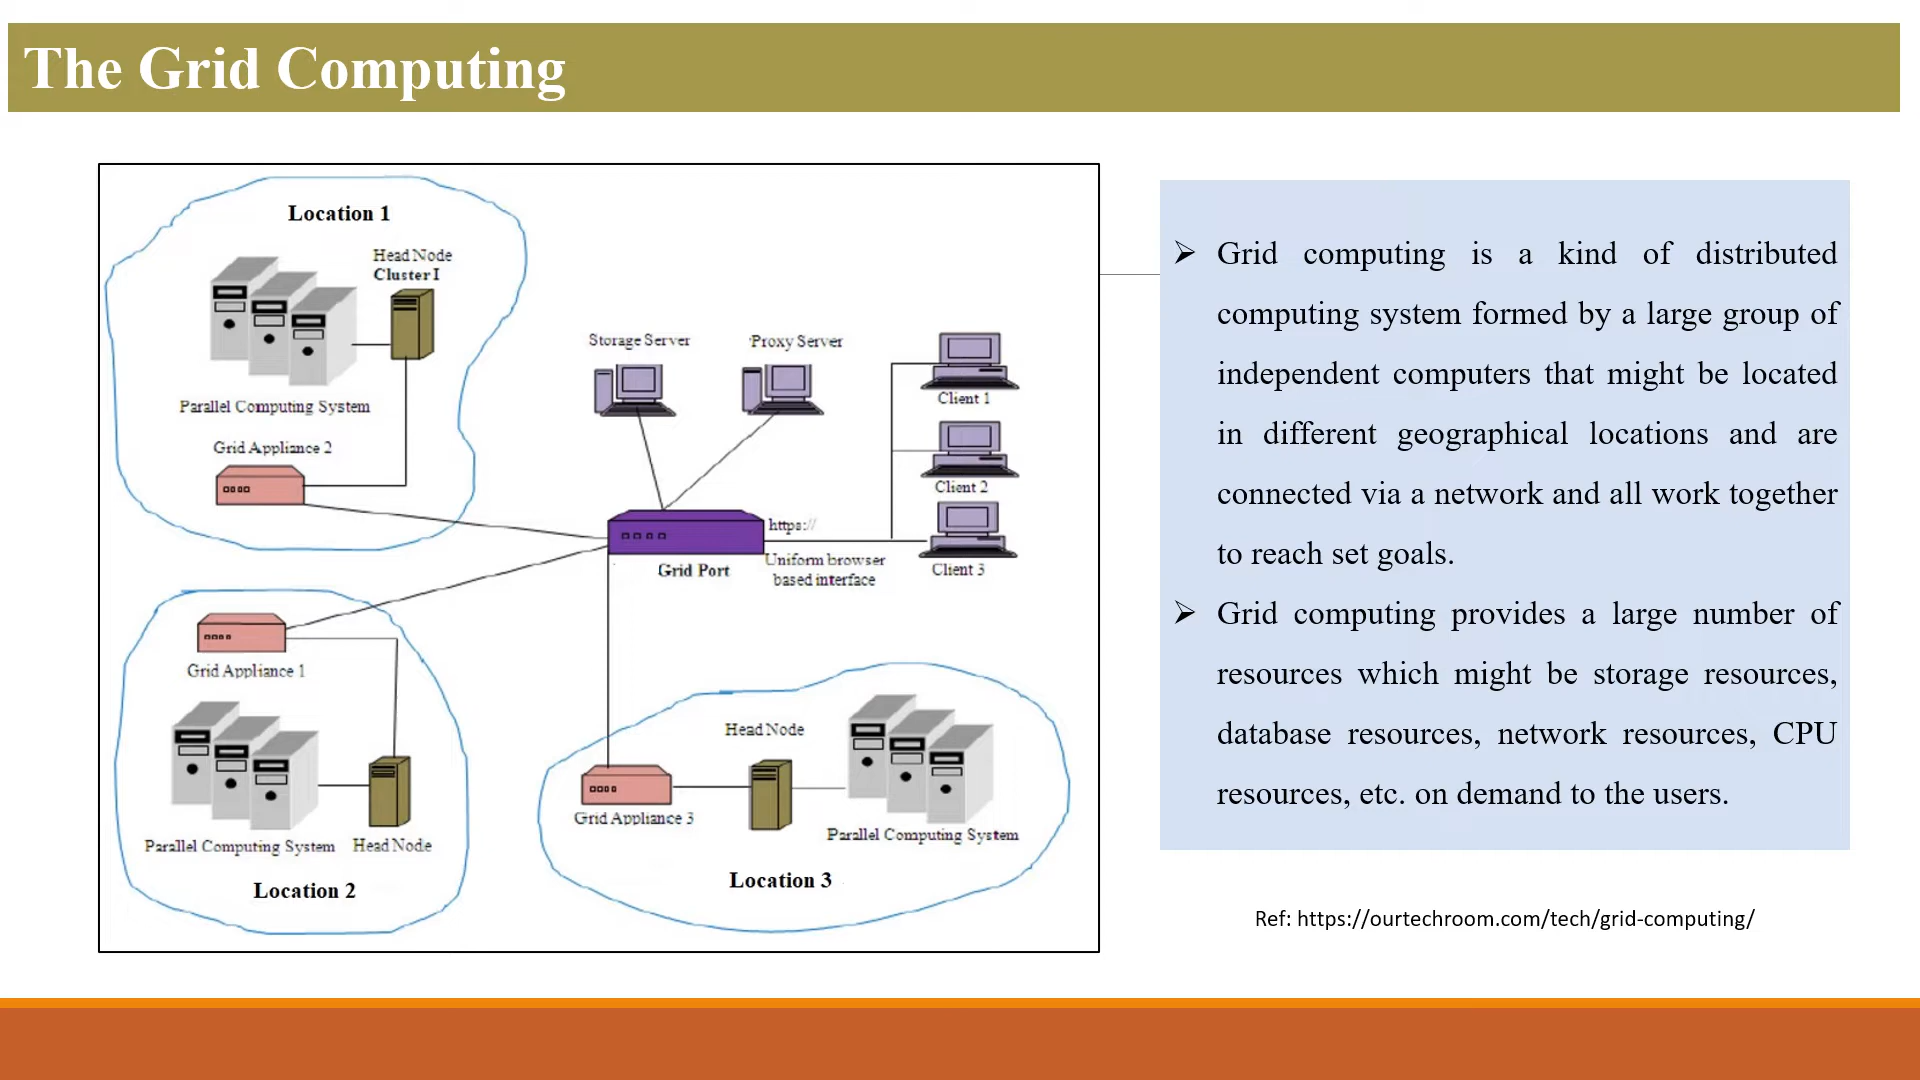 The Grid Computing
Location 1
Head Node
Cluster I
Parallel Computing System
Grid Appliance 2
Storage Server
Proxy Server
Client 1
Client 2
Client 3
https://
Uniform browser
based interface
Grid Port
Grid Appliance 1
Parallel Computing System
Head Node
Location 2
Head Node
Grid Appliance 3
Parallel Computing System
Location 3
➢ Grid computing is a kind of distributed
computing system formed by a large group of
independent computers that might be located
in different geographical locations and are
connected via a network and all work together
to reach set goals.
➢ Grid computing provides a large number of
resources which might be storage resources,
database resources, network resources, CPU
resources, etc. on demand to the users.
Ref: https://ourtechroom.com/tech/grid-computing/